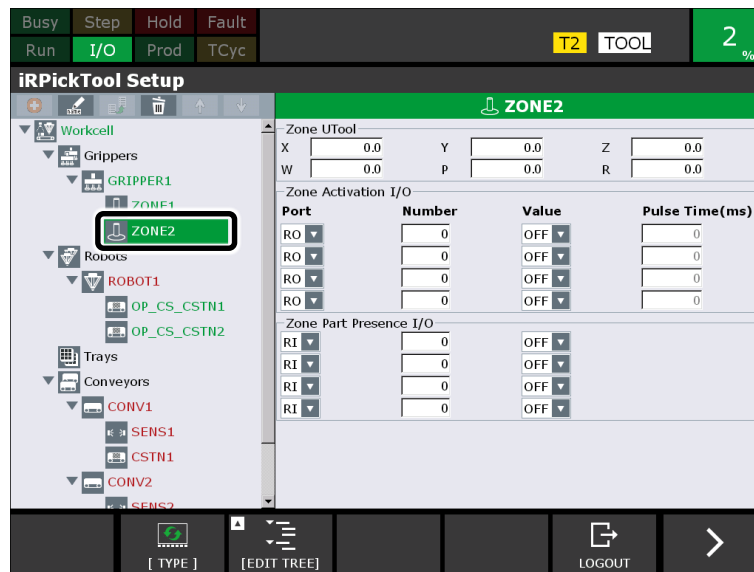 Busy Step Hold Fault
Run I/O Prod TCyc
T2 TOOL 2 %
iRPickTool Setup
Workcell
Grippers
GRIPPER1
ZONE1
ZONE2
Robots
ROBOT1
OP_CS_CSTN1
OP_CS_CSTN2
Trays
Conveyors
CONV1
SENS1
CSTN1
CONV2
SENS2
ZONE2
Zone UTool
X 0.0 Y 0.0 Z 0.0
W 0.0 P 0.0 R 0.0
Zone Activation I/O
Port Number Value Pulse Time(ms)
RO 0 OFF 0
RO 0 OFF 0
RO 0 OFF 0
RO 0 OFF 0
Zone Part Presence I/O
RI 0 OFF
RI 0 OFF
RI 0 OFF
RI 0 OFF
[ TYPE ] [EDIT TREE] LOGOUT